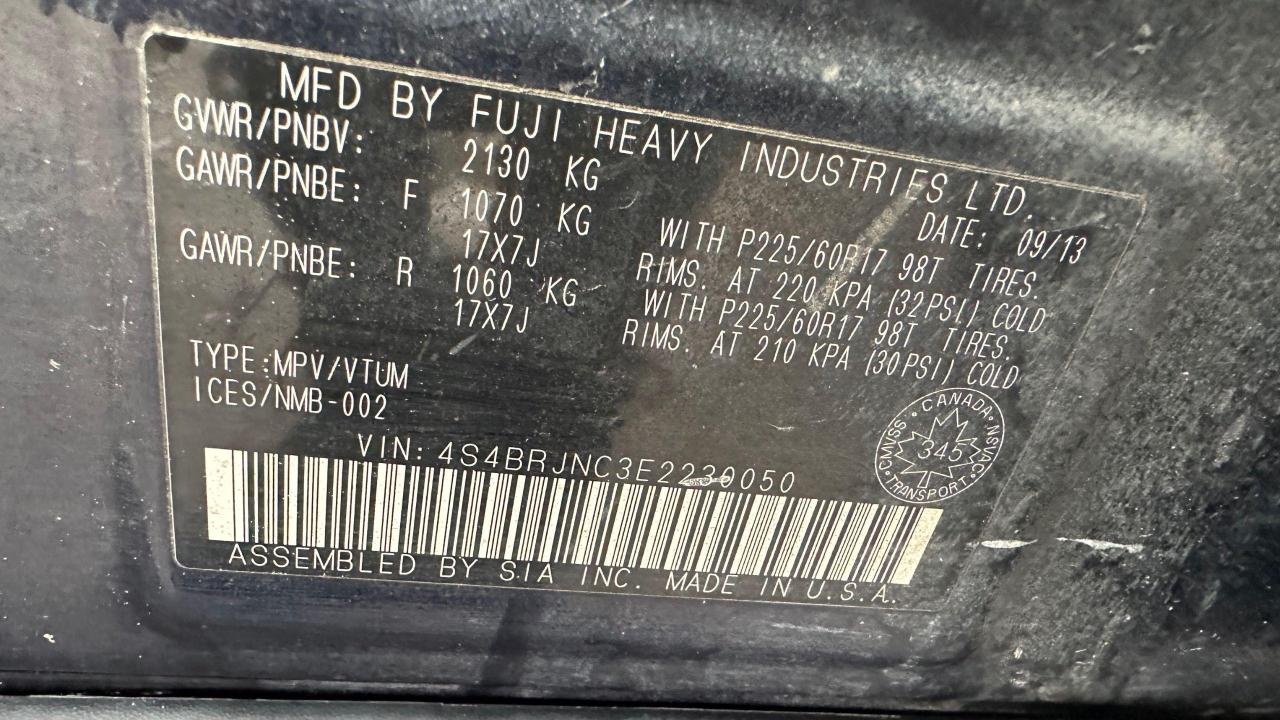 MFD BY FUJI HEAVY INDUSTRIES LTD.
GVWR/PNBV: 2130 KG DATE: 09/13
GAWR/PNBE: F 1070 KG WITH P225/60R17 98T TIRES.
17X7J RIMS. AT 220 KPA (32PSI) COLD
GAWR/PNBE: R 1060 KG WITH P225/60R17 98T TIRES.
17X7J RIMS. AT 210 KPA (30PSI) COLD
TYPE:MPV/VTUM
ICES/NMB-002
CANADA NSVAC TRANSPORT CMVSS
345
VIN: 4S4BRJNC3E2230050
ASSEMBLED BY S.I.A INC. MADE IN U.S.A.